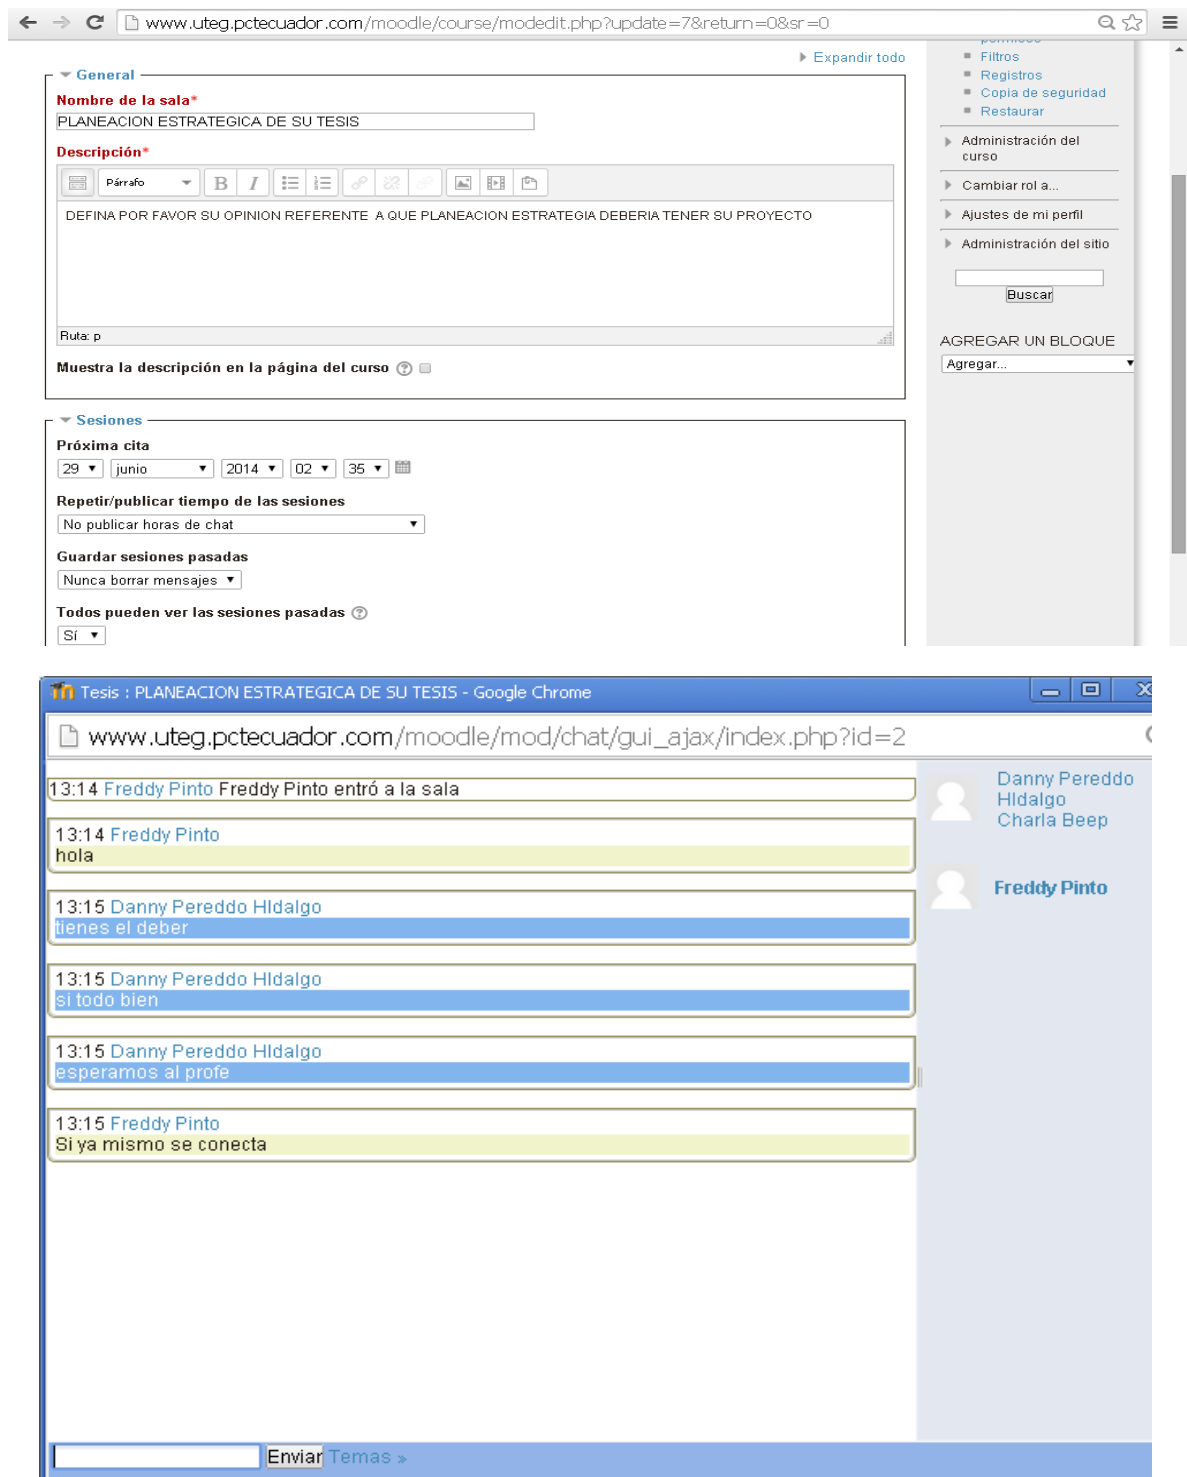 www.uteg.pctecuador.com/moodle/course/modedit.php?update=7&return=0&sr=0
Expandir todo
General
Nombre de la sala*
PLANEACION ESTRATEGICA DE SU TESIS
Descripción*
Párrafo
B I
DEFINA POR FAVOR SU OPINION REFERENTE A QUE PLANEACION ESTRATEGIA DEBERIA TENER SU PROYECTO
Ruta: p
Muestra la descripción en la página del curso
Sesiones
Próxima cita
29 junio 2014 02 35
Repetir/publicar tiempo de las sesiones
No publicar horas de chat
Guardar sesiones pasadas
Nunca borrar mensajes
Todos pueden ver las sesiones pasadas
Sí
Filtros
Registros
Copia de seguridad
Restaurar
Administración del
curso
Cambiar rol a...
Ajustes de mi perfil
Administración del sitio
Buscar
AGREGAR UN BLOQUE
Agregar...
Tesis : PLANEACION ESTRATEGICA DE SU TESIS - Google Chrome
www.uteg.pctecuador.com/moodle/mod/chat/gui_ajax/index.php?id=2
13:14 Freddy Pinto Freddy Pinto entró a la sala
13:14 Freddy Pinto
hola
13:15 Danny Pereddo HIdalgo
tienes el deber
13:15 Danny Pereddo HIdalgo
si todo bien
13:15 Danny Pereddo HIdalgo
esperamos al profe
13:15 Freddy Pinto
Si ya mismo se conecta
Danny Pereddo
HIdalgo
Charla Beep
Freddy Pinto
Enviar Temas »